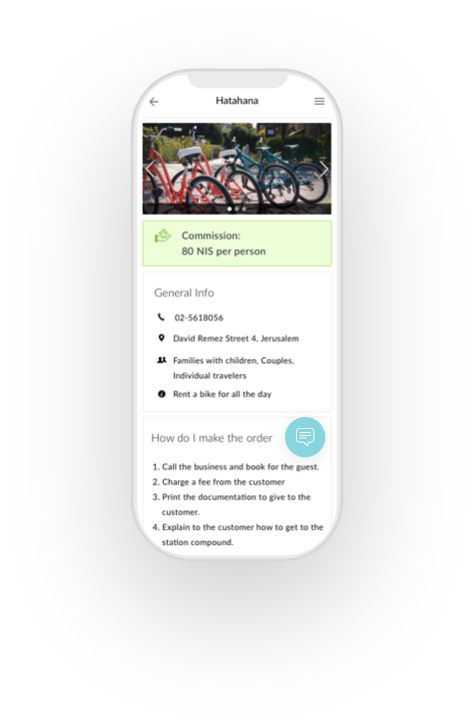 Hatahana
Commission:
80 NIS per person
General Info
02-5618056
David Remez Street 4, Jerusalem
Families with children, Couples,
Individual travelers
Rent a bike for all the day
How do I make the order
1. Call the business and book for the guest.
2. Charge a fee from the customer
3. Print the documentation to give to the
customer.
4. Explain to the customer how to get to the
station compound.